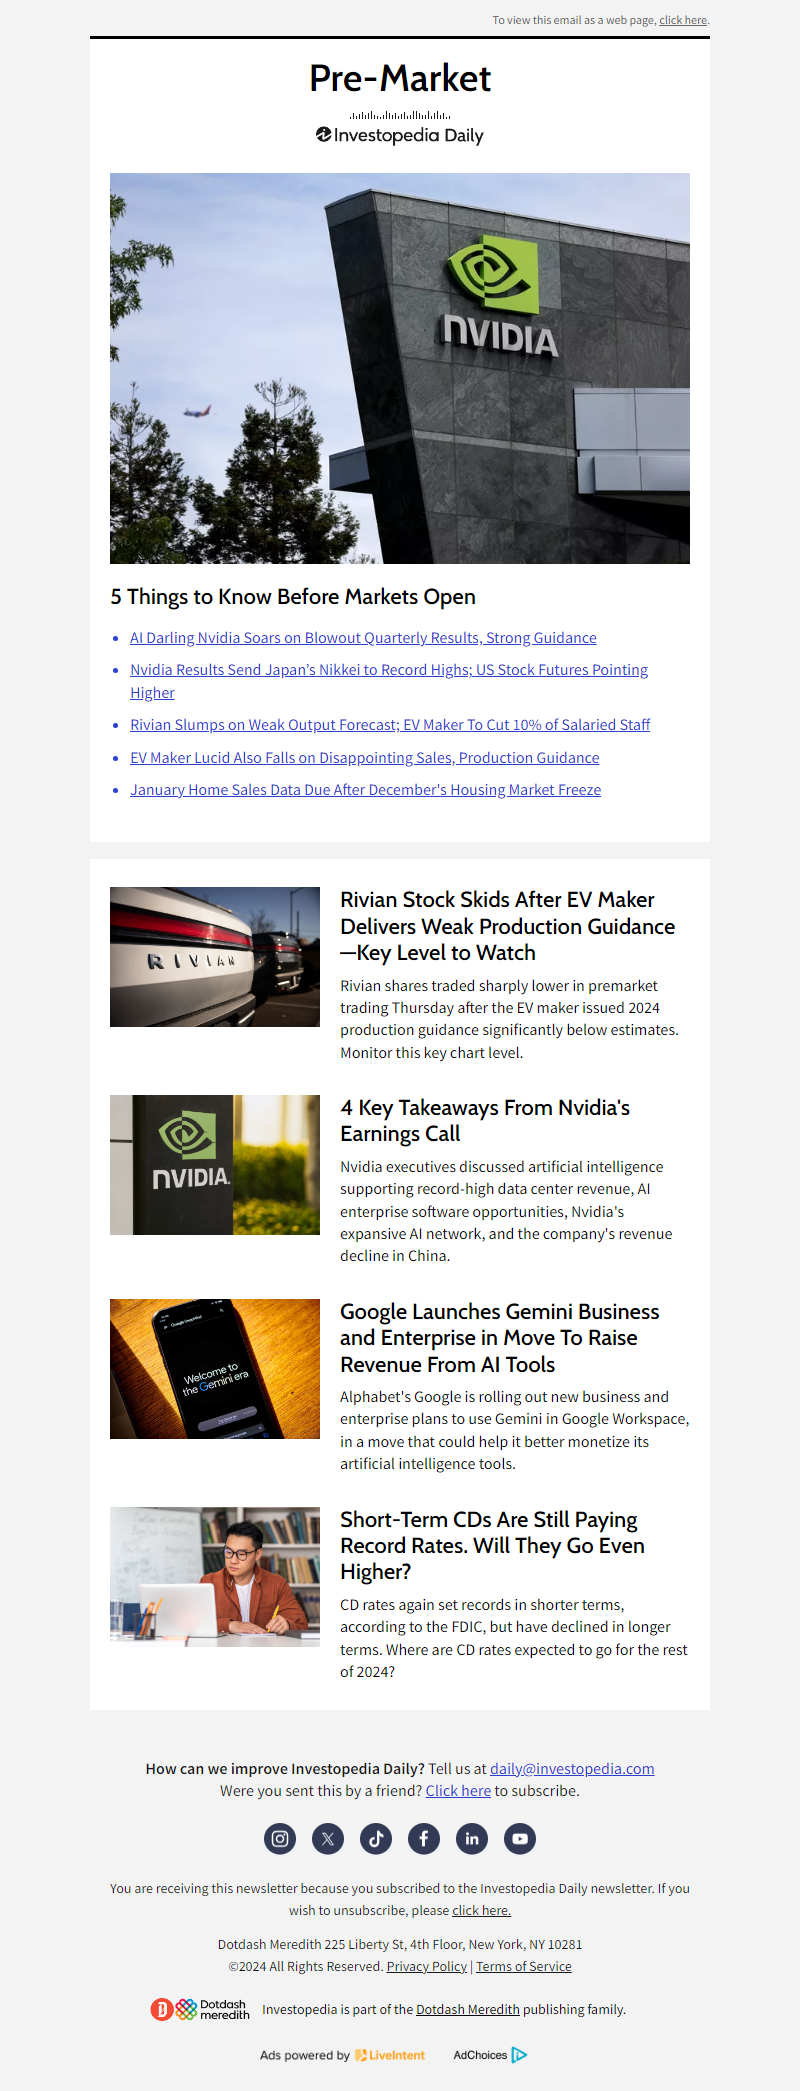 To view this email as a web page, click here.
Pre-Market
Investopedia Daily
NVIDIA
5 Things to Know Before Markets Open
AI Darling Nvidia Soars on Blowout Quarterly Results, Strong Guidance
Nvidia Results Send Japan’s Nikkei to Record Highs; US Stock Futures Pointing
Higher
Rivian Slumps on Weak Output Forecast; EV Maker To Cut 10% of Salaried Staff
EV Maker Lucid Also Falls on Disappointing Sales, Production Guidance
January Home Sales Data Due After December's Housing Market Freeze
RIVIAN
Rivian Stock Skids After EV Maker
Delivers Weak Production Guidance
—Key Level to Watch
Rivian shares traded sharply lower in premarket
trading Thursday after the EV maker issued 2024
production guidance significantly below estimates.
Monitor this key chart level.
NVIDIA.
4 Key Takeaways From Nvidia's
Earnings Call
Nvidia executives discussed artificial intelligence
supporting record-high data center revenue, AI
enterprise software opportunities, Nvidia's
expansive AI network, and the company's revenue
decline in China.
Welcome to
the Gemini era
Google Launches Gemini Business
and Enterprise in Move To Raise
Revenue From AI Tools
Alphabet's Google is rolling out new business and
enterprise plans to use Gemini in Google Workspace,
in a move that could help it better monetize its
artificial intelligence tools.
Short-Term CDs Are Still Paying
Record Rates. Will They Go Even
Higher?
CD rates again set records in shorter terms,
according to the FDIC, but have declined in longer
terms. Where are CD rates expected to go for the rest
of 2024?
How can we improve Investopedia Daily? Tell us at daily@investopedia.com
Were you sent this by a friend? Click here to subscribe.
You are receiving this newsletter because you subscribed to the Investopedia Daily newsletter. If you
wish to unsubscribe, please click here.
Dotdash Meredith 225 Liberty St, 4th Floor, New York, NY 10281
©2024 All Rights Reserved. Privacy Policy | Terms of Service
Dotdash
meredith
Investopedia is part of the Dotdash Meredith publishing family.
Ads powered by LiveIntent
AdChoices